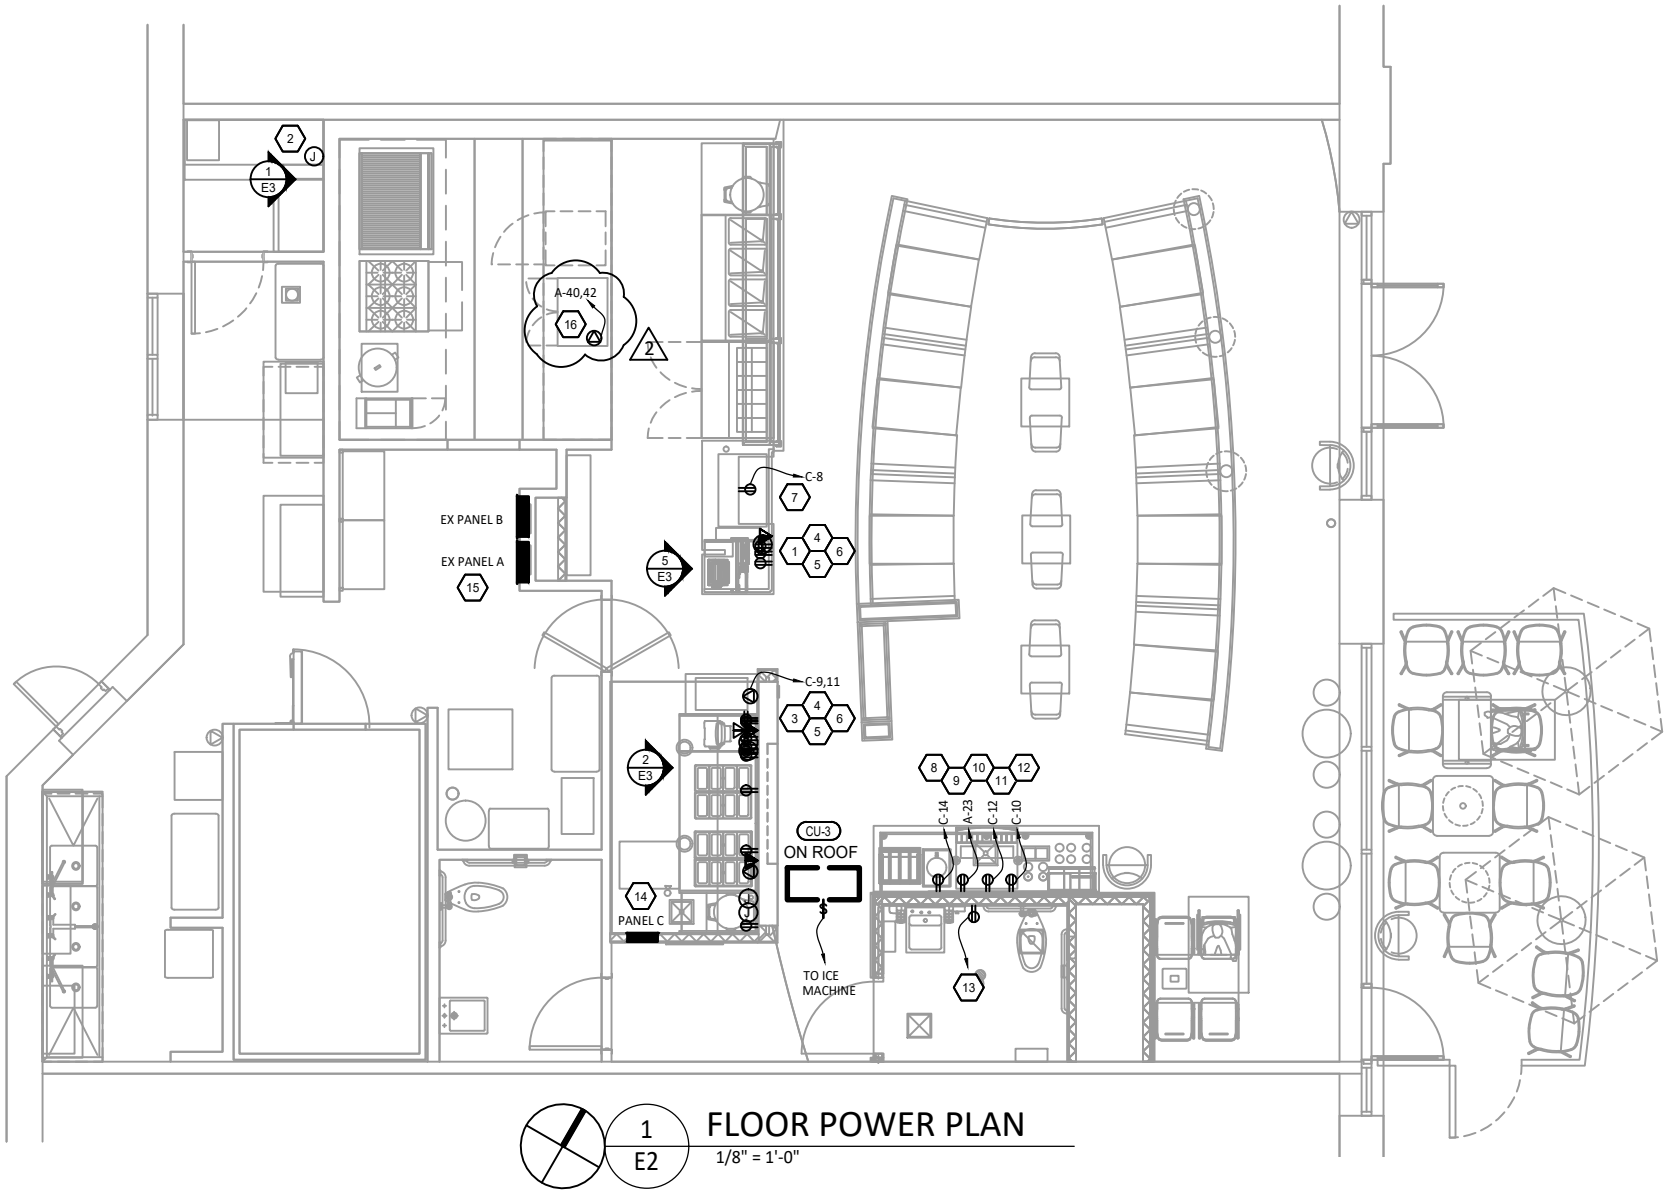 2
J
1
E3
A-40,42
16
2
C-8
7
EX PANEL B
EX PANEL A
15
5
E3
4
1
6
5
C-9,11
4
3
6
5
2
E3
8
10
12
9
11
C-14
A-23
C-12
C-10
CU-3
ON ROOF
14
PANEL C
J
J
$
TO ICE
MACHINE
13
1
E2
FLOOR POWER PLAN
1/8" = 1'-0"